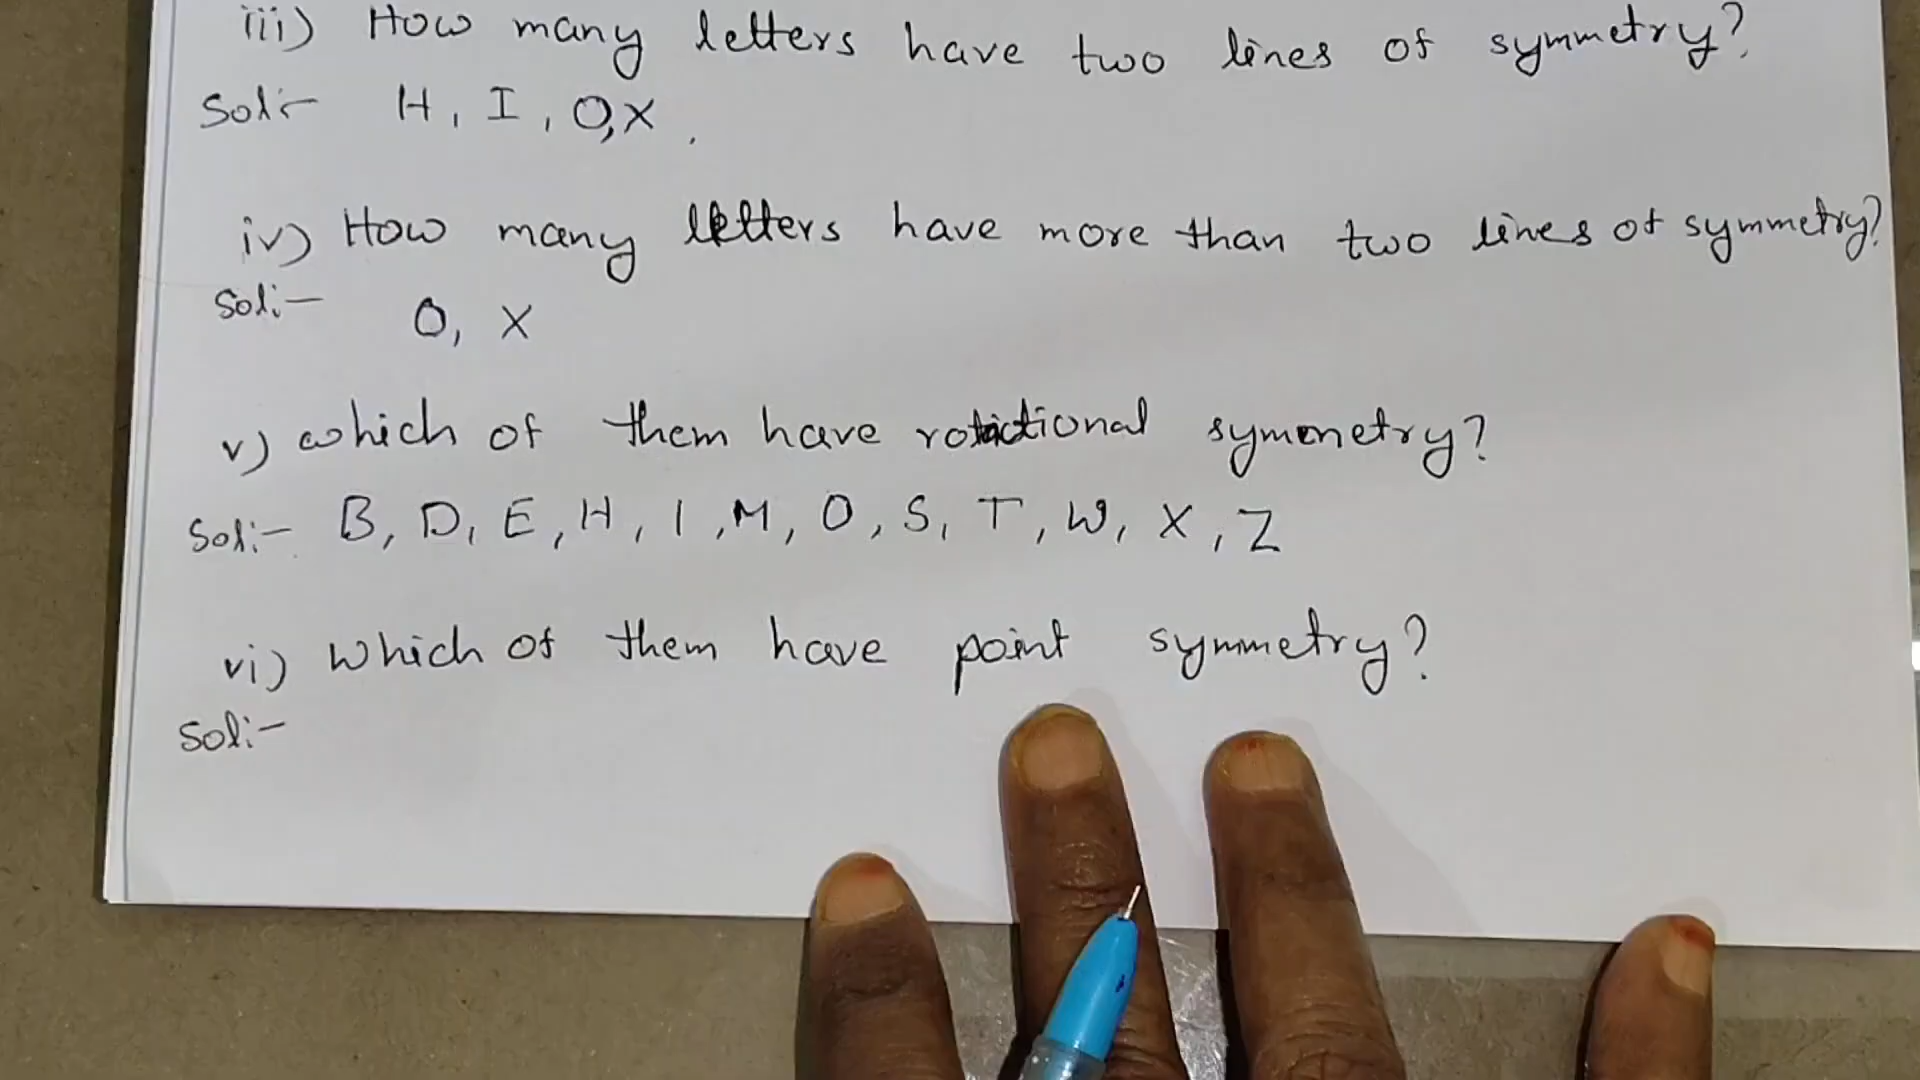 iii) How many letters have two lines of symmetry?
Sol:- H, I, O, X.
iv) How many letters have more than two lines of symmetry?
Sol:- O, X
v) which of them have rotational symmetry?
Sol:- B, D, E, H, I, M, O, S, T, W, X, Z
vi) which of them have point symmetry?
Sol:-